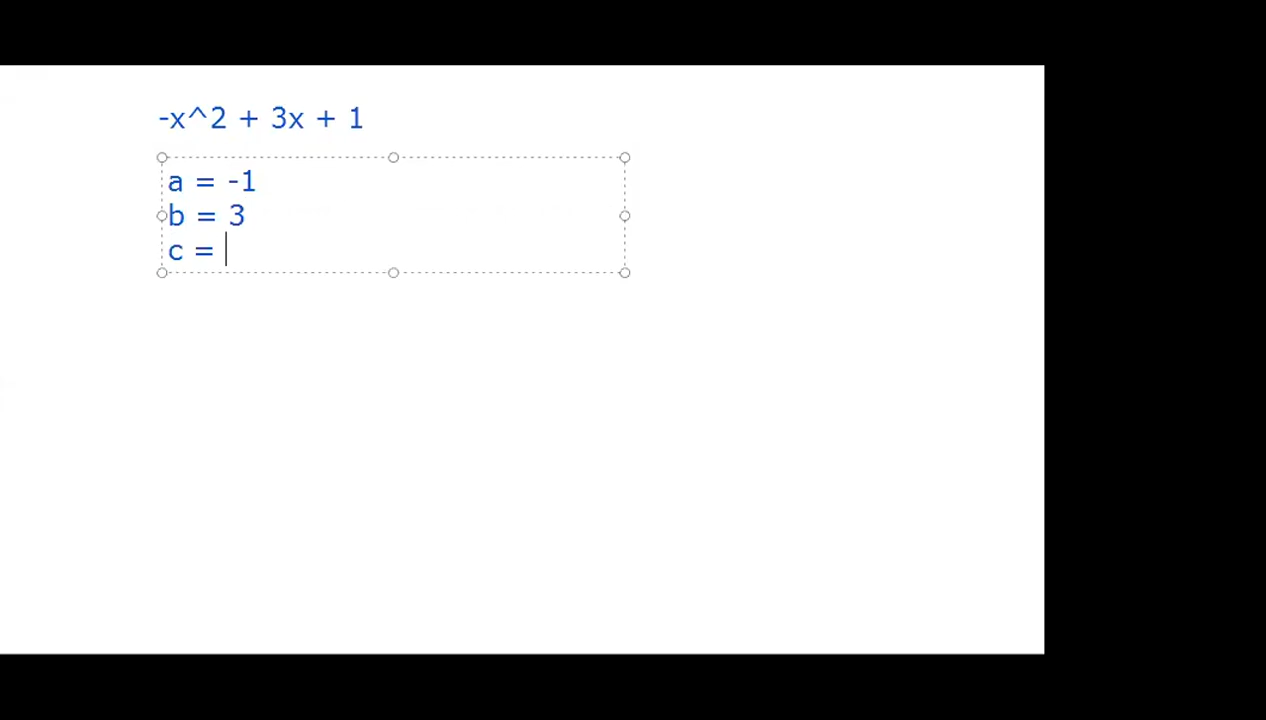 -x^2 + 3x + 1
a = -1
b = 3
c =